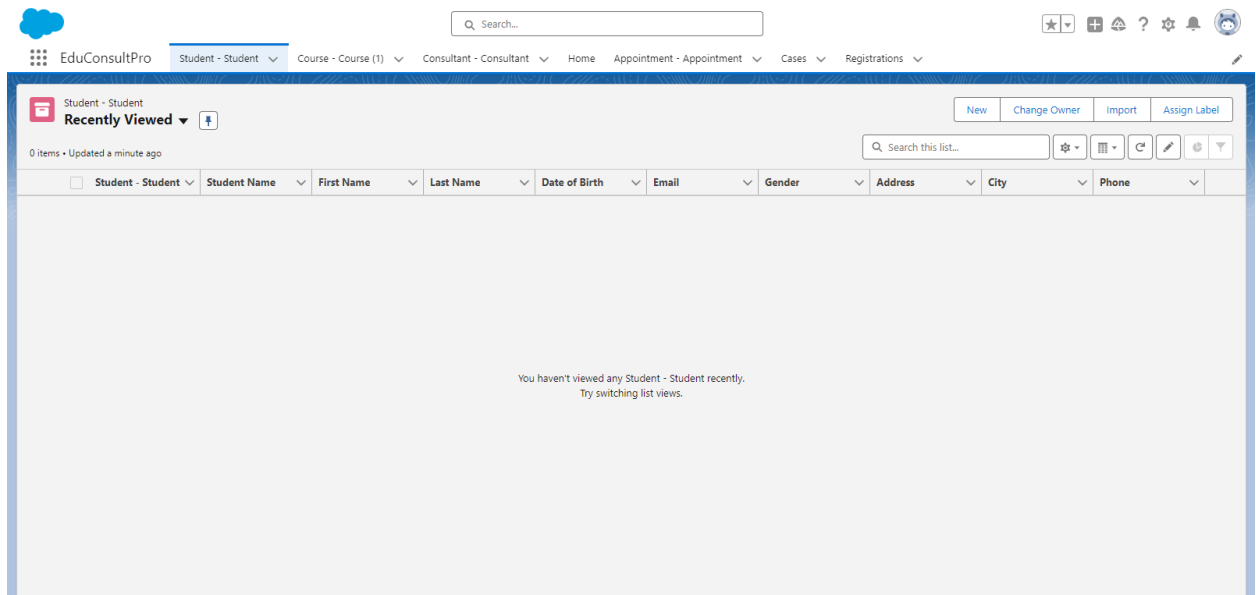 Search...
EduConsultPro Student - Student Course - Course (1) Consultant - Consultant Home Appointment - Appointment Cases Registrations
Student - Student
Recently Viewed
New Change Owner Import Assign Label
0 items • Updated a minute ago
Search this list...
Student - Student Student Name First Name Last Name Date of Birth Email Gender Address City Phone
You haven't viewed any Student - Student recently.
Try switching list views.